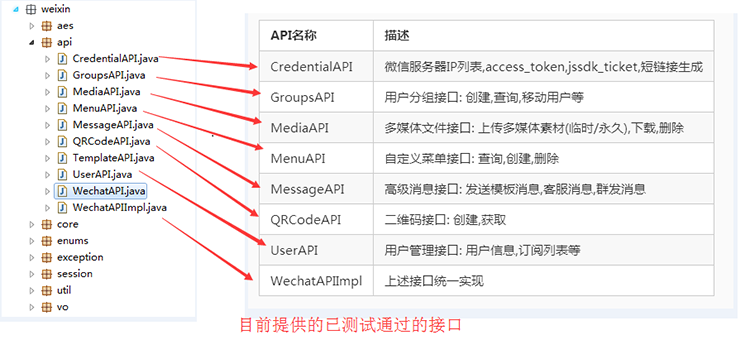 weixin
aes
api
CredentialAPI.java
GroupsAPI.java
MediaAPI.java
MenuAPI.java
MessageAPI.java
QRCodeAPI.java
TemplateAPI.java
UserAPI.java
WechatAPI.java
WechatAPIImpl.java
core
enums
exception
session
util
vo
API名称 描述
CredentialAPI 微信服务器IP列表,access_token,jssdk_ticket,短链接生成
GroupsAPI 用户分组接口: 创建,查询,移动用户等
MediaAPI 多媒体文件接口: 上传多媒体素材(临时/永久),下载,删除
MenuAPI 自定义菜单接口: 查询,创建,删除
MessageAPI 高级消息接口: 发送模板消息,客服消息,群发消息
QRCodeAPI 二维码接口: 创建,获取
UserAPI 用户管理接口: 用户信息,订阅列表等
WechatAPIImpl 上述接口统一实现
目前提供的已测试通过的接口